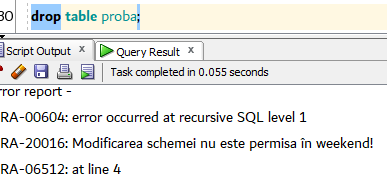 30 drop table proba;
Script Output x Query Result x
Task completed in 0.055 seconds
rror report -
RA-00604: error occurred at recursive SQL level 1
RA-20016: Modificarea schemei nu este permisa în weekend!
RA-06512: at line 4